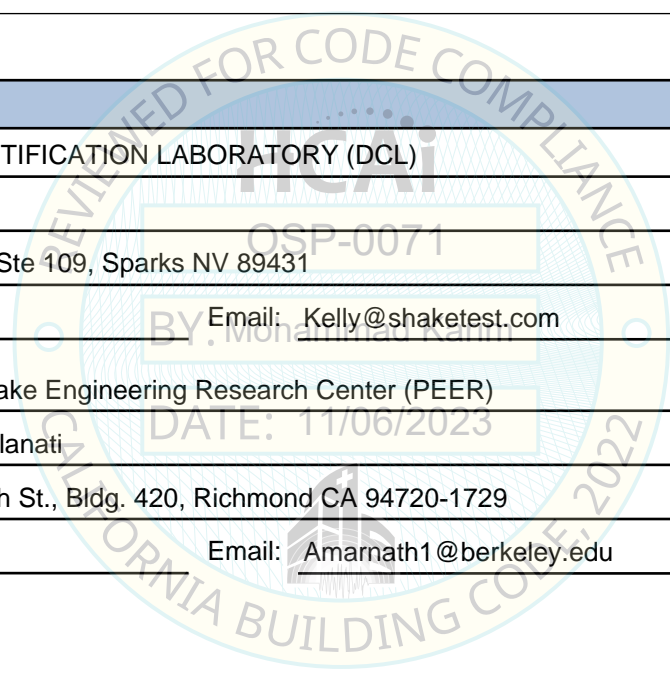 REVIEWED FOR CODE COMPLIANCE
HCAi
TIFICATION LABORATORY (DCL)
OSP-0071
Ste 109, Sparks NV 89431
BY: Mohammad Karim
Email: Kelly@shaketest.com
ake Engineering Research Center (PEER)
DATE: 11/06/2023
lanati
h St., Bldg. 420, Richmond CA 94720-1729
Email: Amarnath1@berkeley.edu
CALIFORNIA BUILDING CODE, 2022